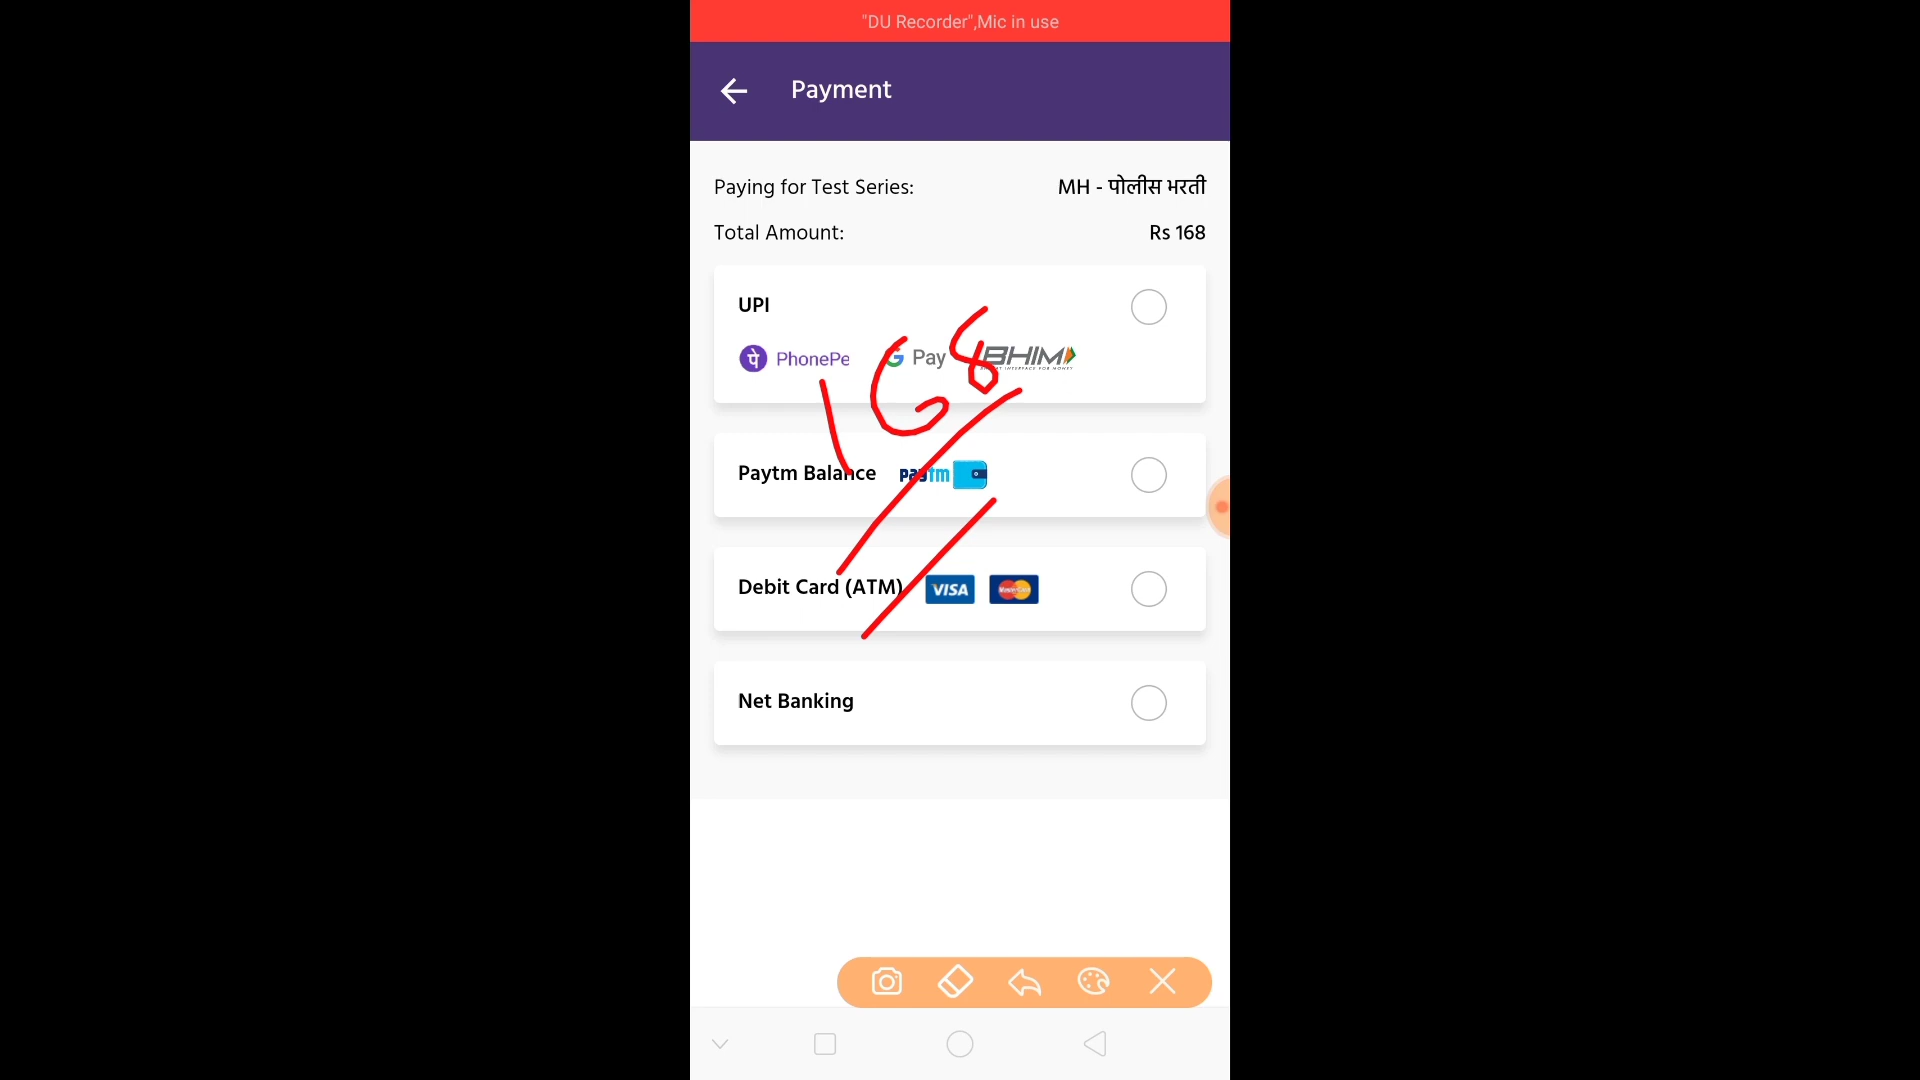 "DU Recorder",Mic in use
Payment
Paying for Test Series: MH - पोलीस भरती
Total Amount: Rs 168
UPI
पे PhonePe G Pay BHIM
168
Paytm Balance paytm
Debit Card (ATM) VISA MasterCard
Net Banking